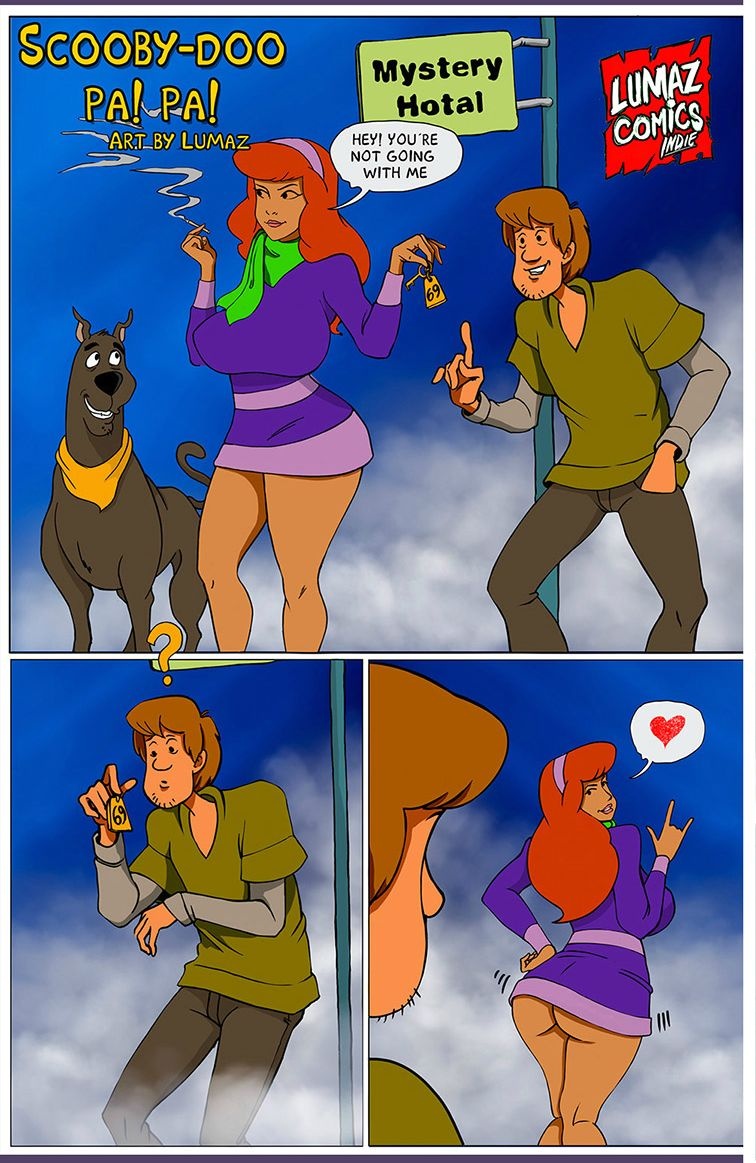 SCOOBY-DOO
PA! PA!
ART BY LUMAZ
Mystery
Hotal
LUMAZ
COMICS
INDIE
HEY! YOU'RE
NOT GOING
WITH ME
69
?
69